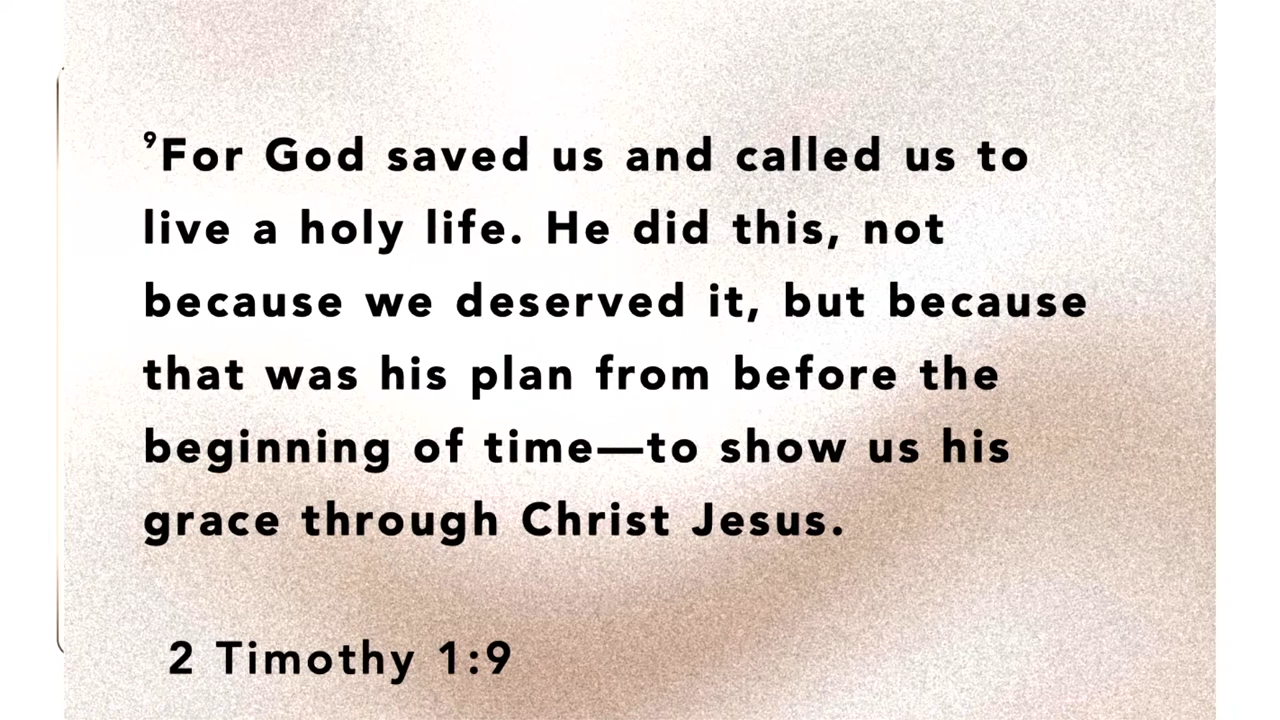 ⁹For God saved us and called us to
live a holy life. He did this, not
because we deserved it, but because
that was his plan from before the
beginning of time—to show us his
grace through Christ Jesus.
2 Timothy 1:9